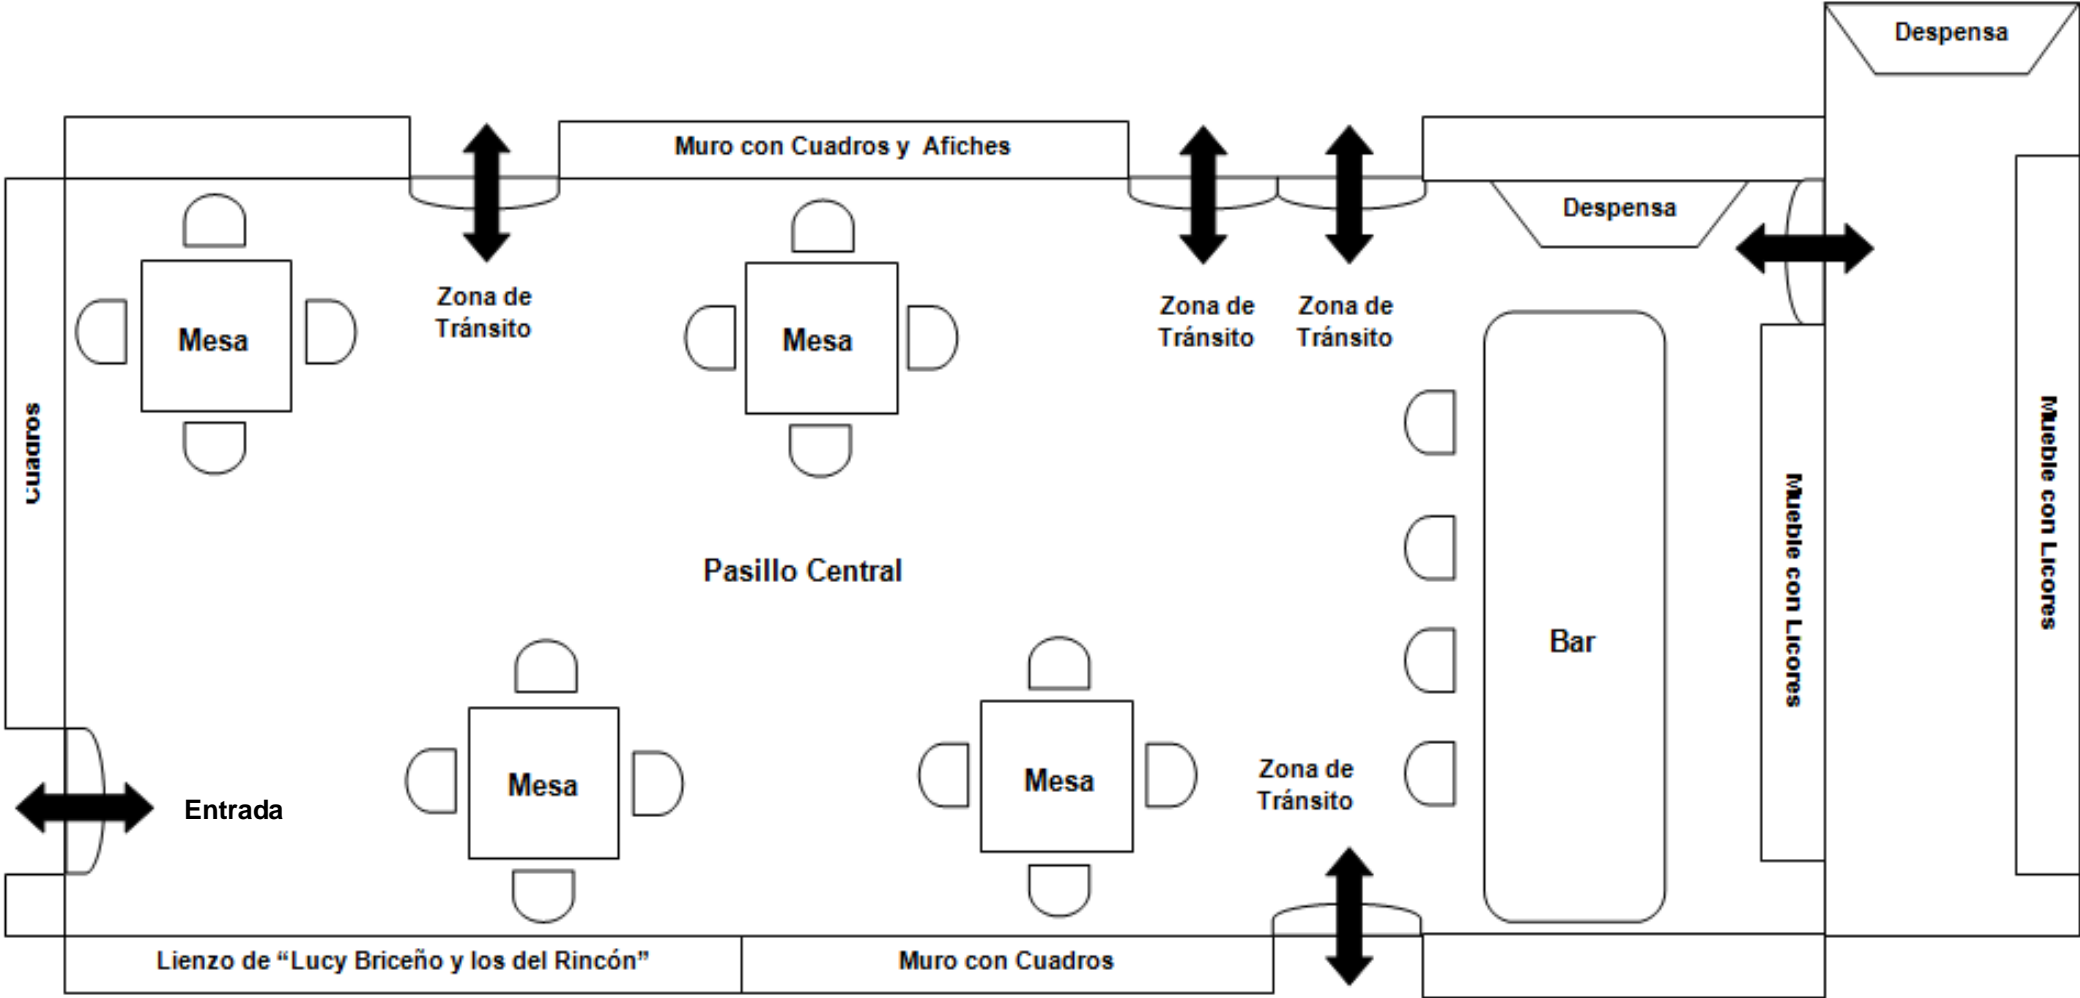 Despensa
Muro con Cuadros y Afiches
Despensa
Zona de
Tránsito
Zona de
Tránsito
Zona de
Tránsito
Mesa
Mesa
Cuadros
Mueble con Licores
Mueble con Licores
Pasillo Central
Bar
Mesa
Mesa
Zona de
Tránsito
Entrada
Lienzo de “Lucy Briceño y los del Rincón”
Muro con Cuadros